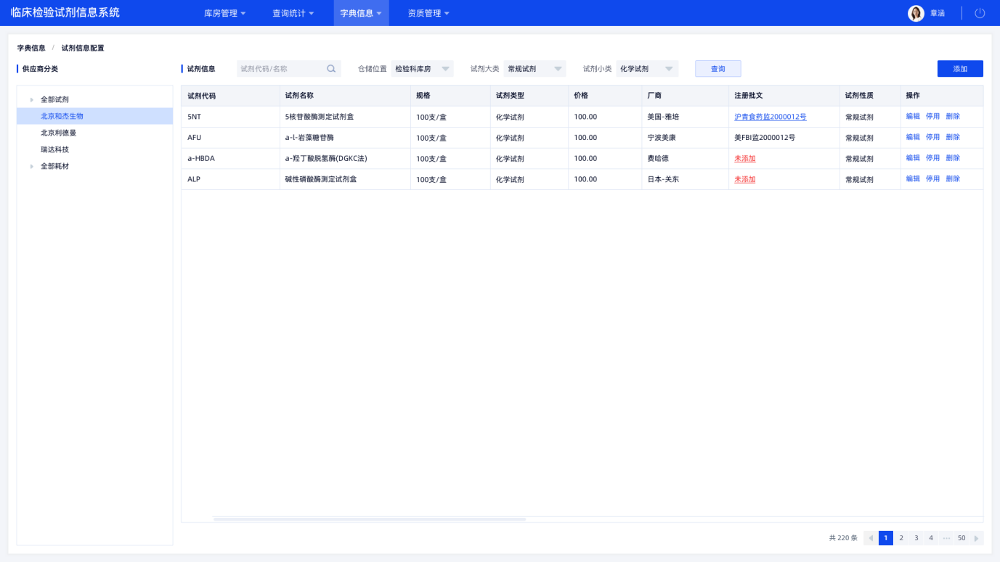 临床检验试剂信息系统 库房管理 查询统计 字典信息 资质管理 章涵
字典信息 / 试剂信息配置
供应商分类
全部试剂
北京和杰生物
北京利德曼
瑞达科技
全部耗材
试剂信息 试剂代码/名称 仓储位置 检验科库房 试剂大类 常规试剂 试剂小类 化学试剂 查询 添加
试剂代码 试剂名称 规格 试剂类型 价格 厂商 注册批文 试剂性质 操作
5NT 5核苷酸酶测定试剂盒 100支/盒 化学试剂 100.00 美国-雅培 沪青食药监2000012号 常规试剂 编辑 停用 删除
AFU a-l-岩藻糖苷酶 100支/盒 化学试剂 100.00 宁波美康 美FBI监2000012号 常规试剂 编辑 停用 删除
a-HBDA a-羟丁酸脱氢酶(DGKC法) 100支/盒 化学试剂 100.00 费哈德 未添加 常规试剂 编辑 停用 删除
ALP 碱性磷酸酶测定试剂盒 100支/盒 化学试剂 100.00 日本-关东 未添加 常规试剂 编辑 停用 删除
共 220 条 1 2 3 4 ··· 50